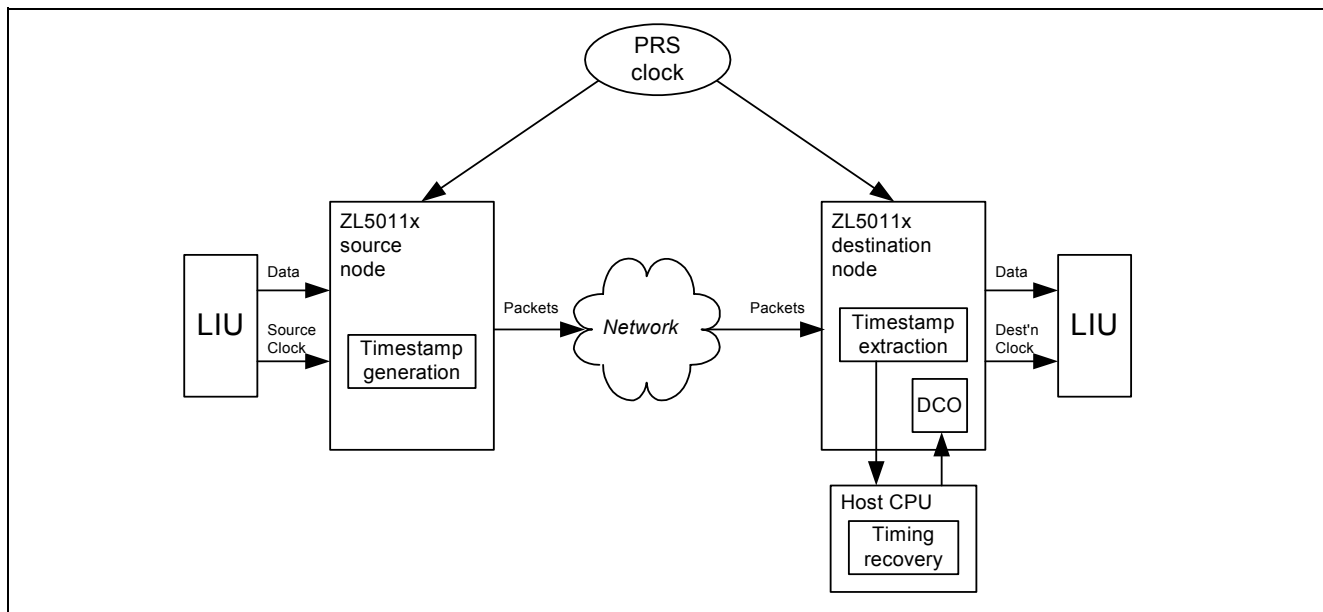 PRS
clock
ZL5011x
source
node
ZL5011x
destination
node
LIU
Data
Source
Clock
Timestamp
generation
Packets
Network
Packets
Timestamp
extraction
DCO
Data
Dest'n
Clock
LIU
Host CPU
Timing
recovery